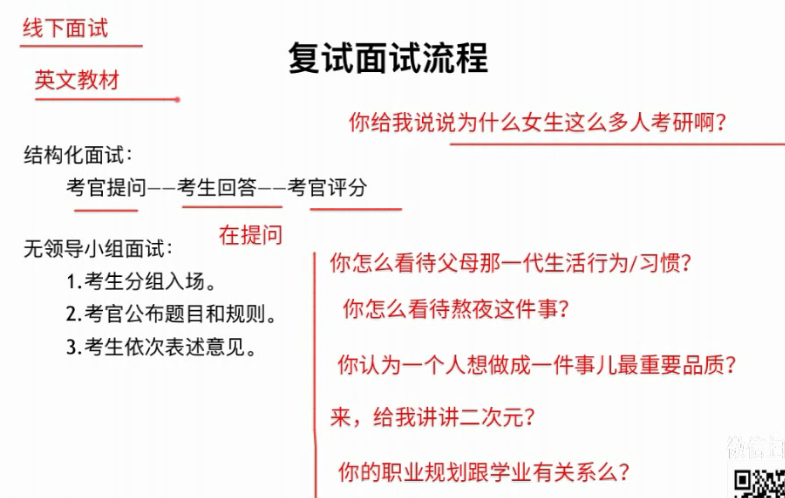 线下面试
复试面试流程
英文教材
你给我说说为什么女生这么多人考研啊?
结构化面试:
考官提问——考生回答——考官评分
在提问
无领导小组面试:
你怎么看待父母那一代生活行为/习惯?
1.考生分组入场。
你怎么看待熬夜这件事?
2.考官公布题目和规则。
3.考生依次表述意见。
你认为一个人想做成一件事儿最重要品质?
来，给我讲讲二次元?
你的职业规划跟学业有关系么?
微信扫